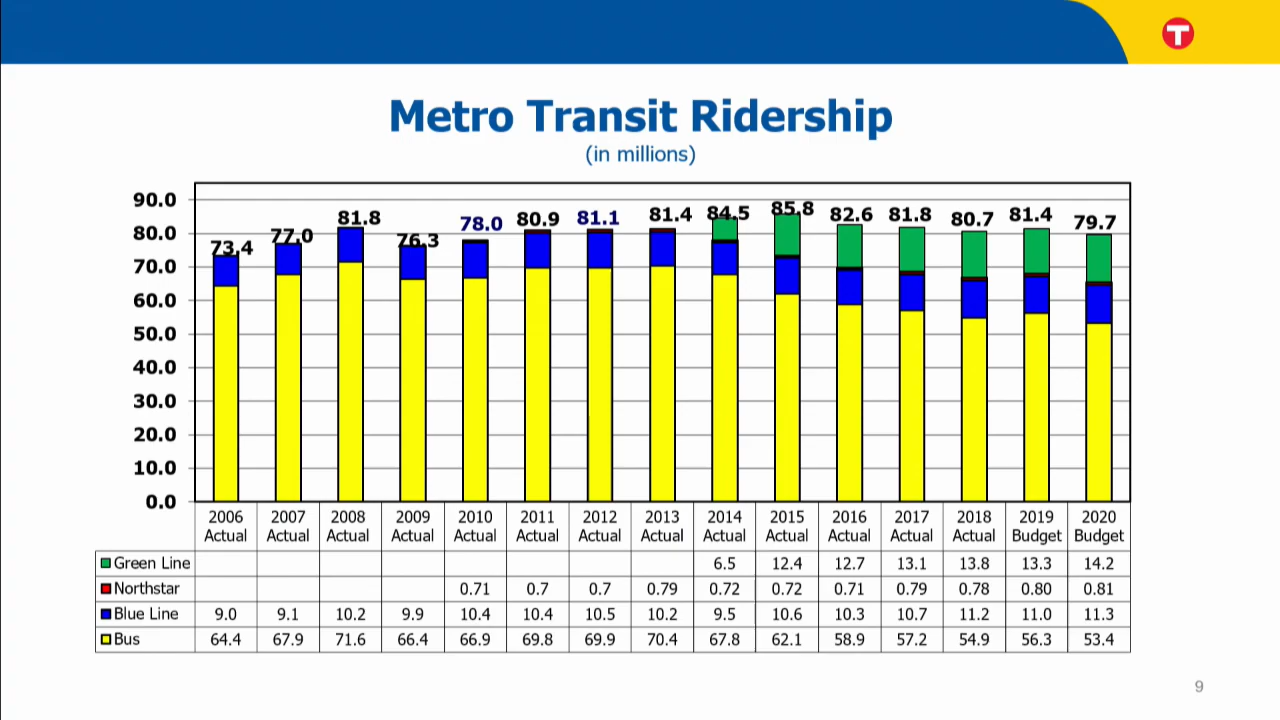 T
Metro Transit Ridership
(in millions)
90.0
80.0
70.0
60.0
50.0
40.0
30.0
20.0
10.0
0.0
73.4 77.0 81.8 76.3 78.0 80.9 81.1 81.4 84.5 85.8 82.6 81.8 80.7 81.4 79.7
2006 2007 2008 2009 2010 2011 2012 2013 2014 2015 2016 2017 2018 2019 2020
Actual Actual Actual Actual Actual Actual Actual Actual Actual Actual Actual Actual Actual Budget Budget
Green Line 6.5 12.4 12.7 13.1 13.8 13.3 14.2
Northstar 0.71 0.7 0.7 0.79 0.72 0.72 0.71 0.79 0.78 0.80 0.81
Blue Line 9.0 9.1 10.2 9.9 10.4 10.4 10.5 10.2 9.5 10.6 10.3 10.7 11.2 11.0 11.3
Bus 64.4 67.9 71.6 66.4 66.9 69.8 69.9 70.4 67.8 62.1 58.9 57.2 54.9 56.3 53.4
9